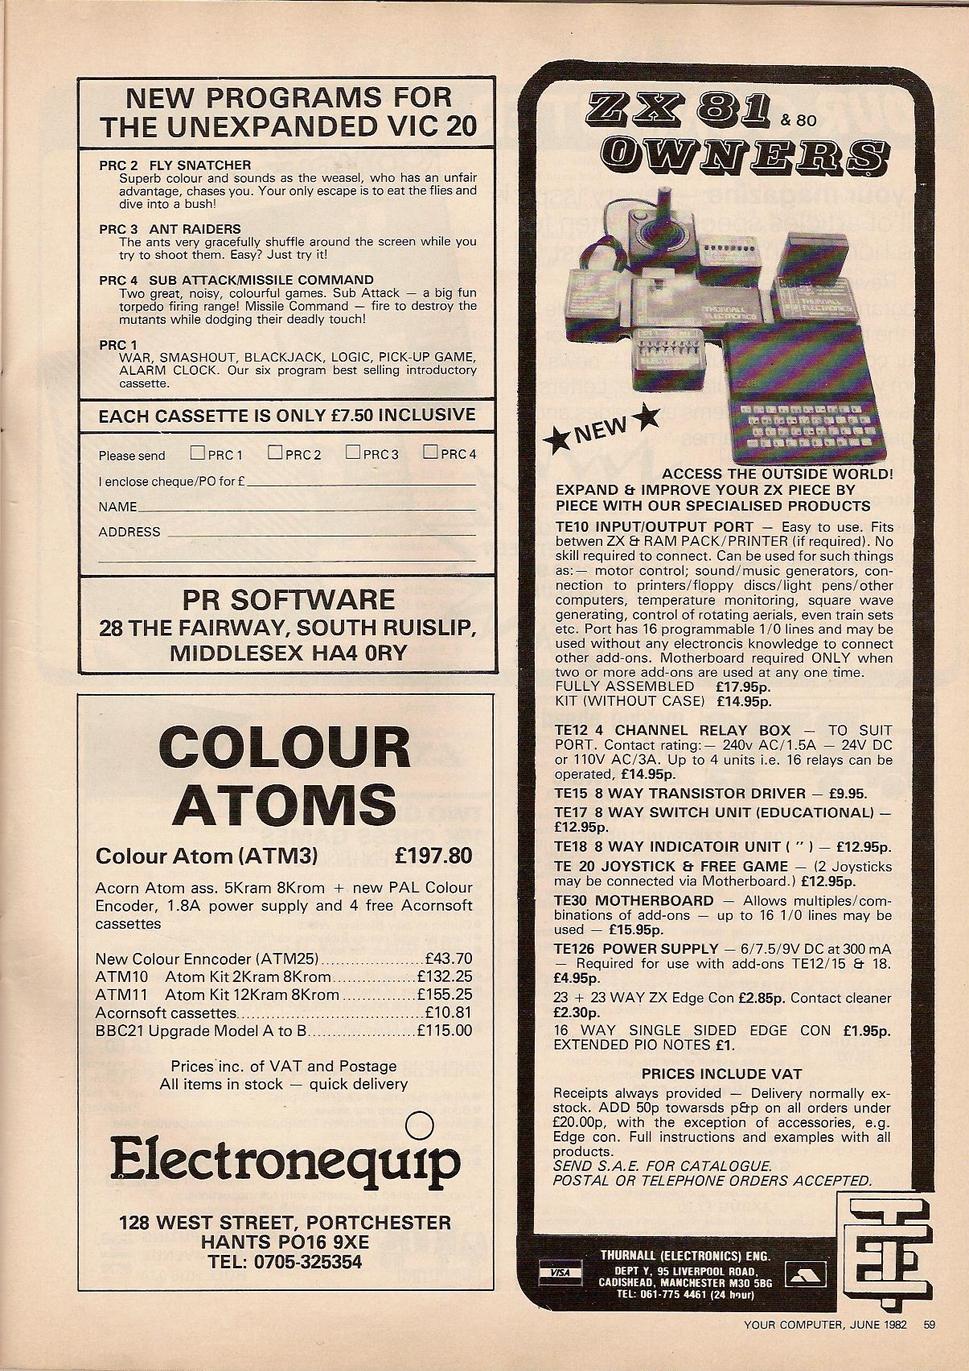 NEW PROGRAMS FOR
THE UNEXPANDED VIC 20
PRC 2 FLY SNATCHER
Superb colour and sounds as the weasel, who has an unfair
advantage, chases you. Your only escape is to eat the flies and
dive into a bush!
PRC 3 ANT RAIDERS
The ants very gracefully shuffle around the screen while you
try to shoot them. Easy? Just try it!
PRC 4 SUB ATTACK/MISSILE COMMAND
Two great, noisy, colourful games. Sub Attack — a big fun
torpedo firing range! Missile Command — fire to destroy the
mutants while dodging their deadly touch!
PRC 1
WAR, SMASHOUT, BLACKJACK, LOGIC, PICK-UP GAME,
ALARM CLOCK. Our six program best selling introductory
cassette.
EACH CASSETTE IS ONLY £7.50 INCLUSIVE
Please send □ PRC 1 □ PRC 2 □ PRC 3 □ PRC 4
I enclose cheque/PO for £
NAME
ADDRESS
PR SOFTWARE
28 THE FAIRWAY, SOUTH RUISLIP,
MIDDLESEX HA4 0RY
COLOUR
ATOMS
Colour Atom (ATM3) £197.80
Acorn Atom ass. 5Kram 8Krom + new PAL Colour
Encoder, 1.8A power supply and 4 free Acornsoft
cassettes
New Colour Enncoder (ATM25)....................£43.70
ATM10 Atom Kit 2Kram 8Krom.................£132.25
ATM11 Atom Kit 12Kram 8Krom..............£155.25
Acornsoft cassettes....................................£10.81
BBC21 Upgrade Model A to B.....................£115.00
Prices inc. of VAT and Postage
All items in stock — quick delivery
Electronequip
128 WEST STREET, PORTCHESTER
HANTS PO16 9XE
TEL: 0705-325354
ZX 81 & 80
OWNERS
THURNALL
ELECTRONICS
★NEW★
ACCESS THE OUTSIDE WORLD!
EXPAND & IMPROVE YOUR ZX PIECE BY
PIECE WITH OUR SPECIALISED PRODUCTS
TE10 INPUT/OUTPUT PORT — Easy to use. Fits
betwen ZX & RAM PACK/PRINTER (if required). No
skill required to connect. Can be used for such things
as:— motor control; sound/music generators, con-
nection to printers/floppy discs/light pens/other
computers, temperature monitoring, square wave
generating, control of rotating aerials, even train sets
etc. Port has 16 programmable 1/0 lines and may be
used without any electroncis knowledge to connect
other add-ons. Motherboard required ONLY when
two or more add-ons are used at any one time.
FULLY ASSEMBLED £17.95p.
KIT (WITHOUT CASE) £14.95p.
TE12 4 CHANNEL RELAY BOX — TO SUIT
PORT. Contact rating:— 240v AC/1.5A — 24V DC
or 110V AC/3A. Up to 4 units i.e. 16 relays can be
operated, £14.95p.
TE15 8 WAY TRANSISTOR DRIVER — £9.95.
TE17 8 WAY SWITCH UNIT (EDUCATIONAL) —
£12.95p.
TE18 8 WAY INDICATOIR UNIT ( " ) — £12.95p.
TE 20 JOYSTICK & FREE GAME — (2 Joysticks
may be connected via Motherboard.) £12.95p.
TE30 MOTHERBOARD — Allows multiples/com-
binations of add-ons — up to 16 1/0 lines may be
used — £15.95p.
TE126 POWER SUPPLY — 6/7.5/9V DC at 300 mA
— Required for use with add-ons TE12/15 & 18.
£4.95p.
23 + 23 WAY ZX Edge Con £2.85p. Contact cleaner
£2.30p.
16 WAY SINGLE SIDED EDGE CON £1.95p.
EXTENDED PIO NOTES £1.
PRICES INCLUDE VAT
Receipts always provided — Delivery normally ex-
stock. ADD 50p towarsds p&p on all orders under
£20.00p, with the exception of accessories, e.g.
Edge con. Full instructions and examples with all
products.
SEND S.A.E. FOR CATALOGUE.
POSTAL OR TELEPHONE ORDERS ACCEPTED.
VISA
THURNALL (ELECTRONICS) ENG.
DEPT Y, 95 LIVERPOOL ROAD,
CADISHEAD, MANCHESTER M30 5BG
TEL: 061-775 4461 (24 hour)
TE
YOUR COMPUTER, JUNE 1982 59